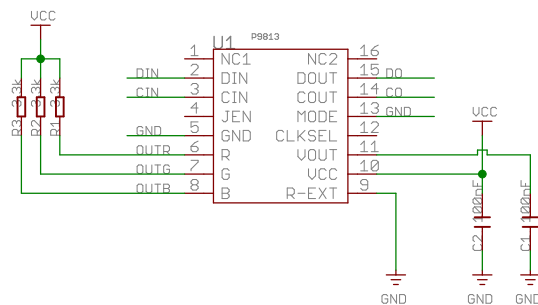 VCC
U1
P9813
1 NC1 NC2 16
DIN 2 DIN DOUT 15 DO
CIN 3 CIN COUT 14 CO
4 JEN MODE 13 GND
GND 5 GND CLKSEL 12
OUTR 6 R VOUT 11
OUTG 7 G VCC 10
OUTB 8 B R-EXT 9
R3 3.3k
R2 3.3k
R1 3.3k
VCC
C2 100nF
C1 100nF
GND
GND
GND